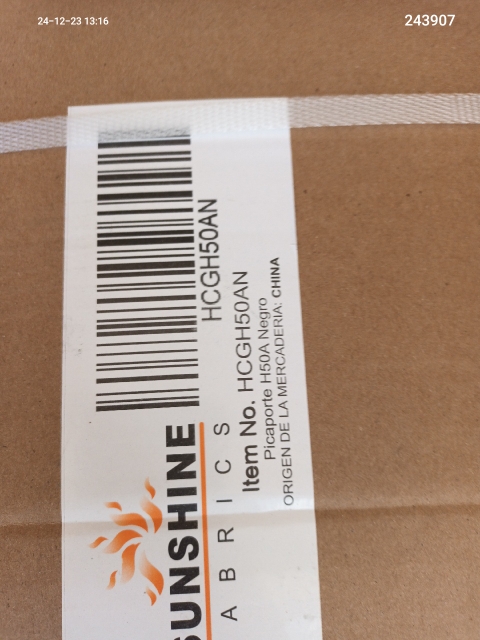 24-12-23 13:16
243907
HCGH50AN
SUNSHINE
ABRICS
Item No. HCGH50AN
Picaporte H50A Negro
ORIGEN DE LA MERCADERIA: CHINA